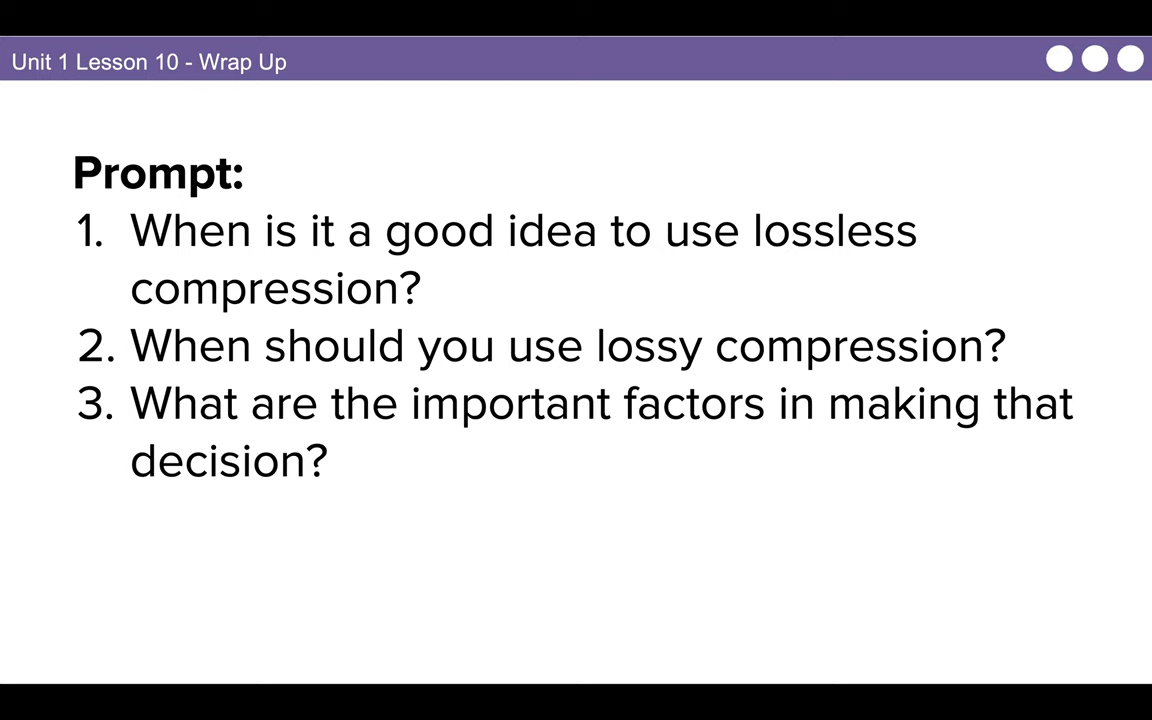 Unit 1 Lesson 10 - Wrap Up
Prompt:
1. When is it a good idea to use lossless
compression?
2. When should you use lossy compression?
3. What are the important factors in making that
decision?